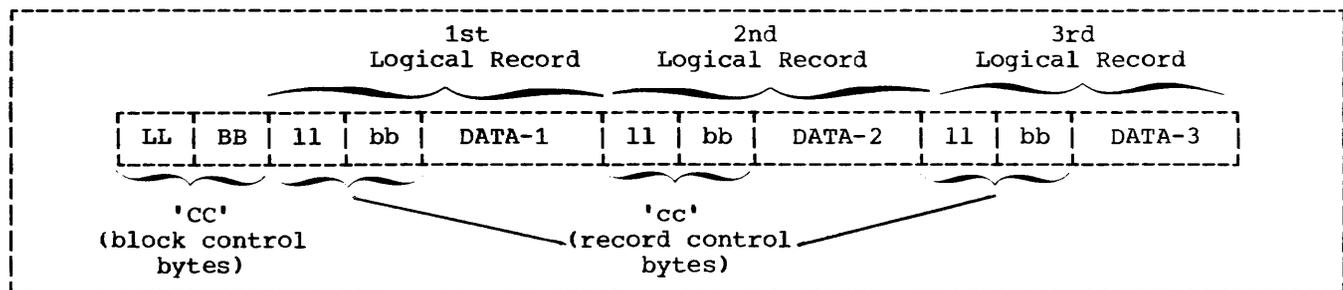 1st 2nd 3rd
Logical Record Logical Record Logical Record
LL BB ll bb DATA-1 ll bb DATA-2 ll bb DATA-3
'CC' 'cc'
(block control (record control
bytes) bytes)